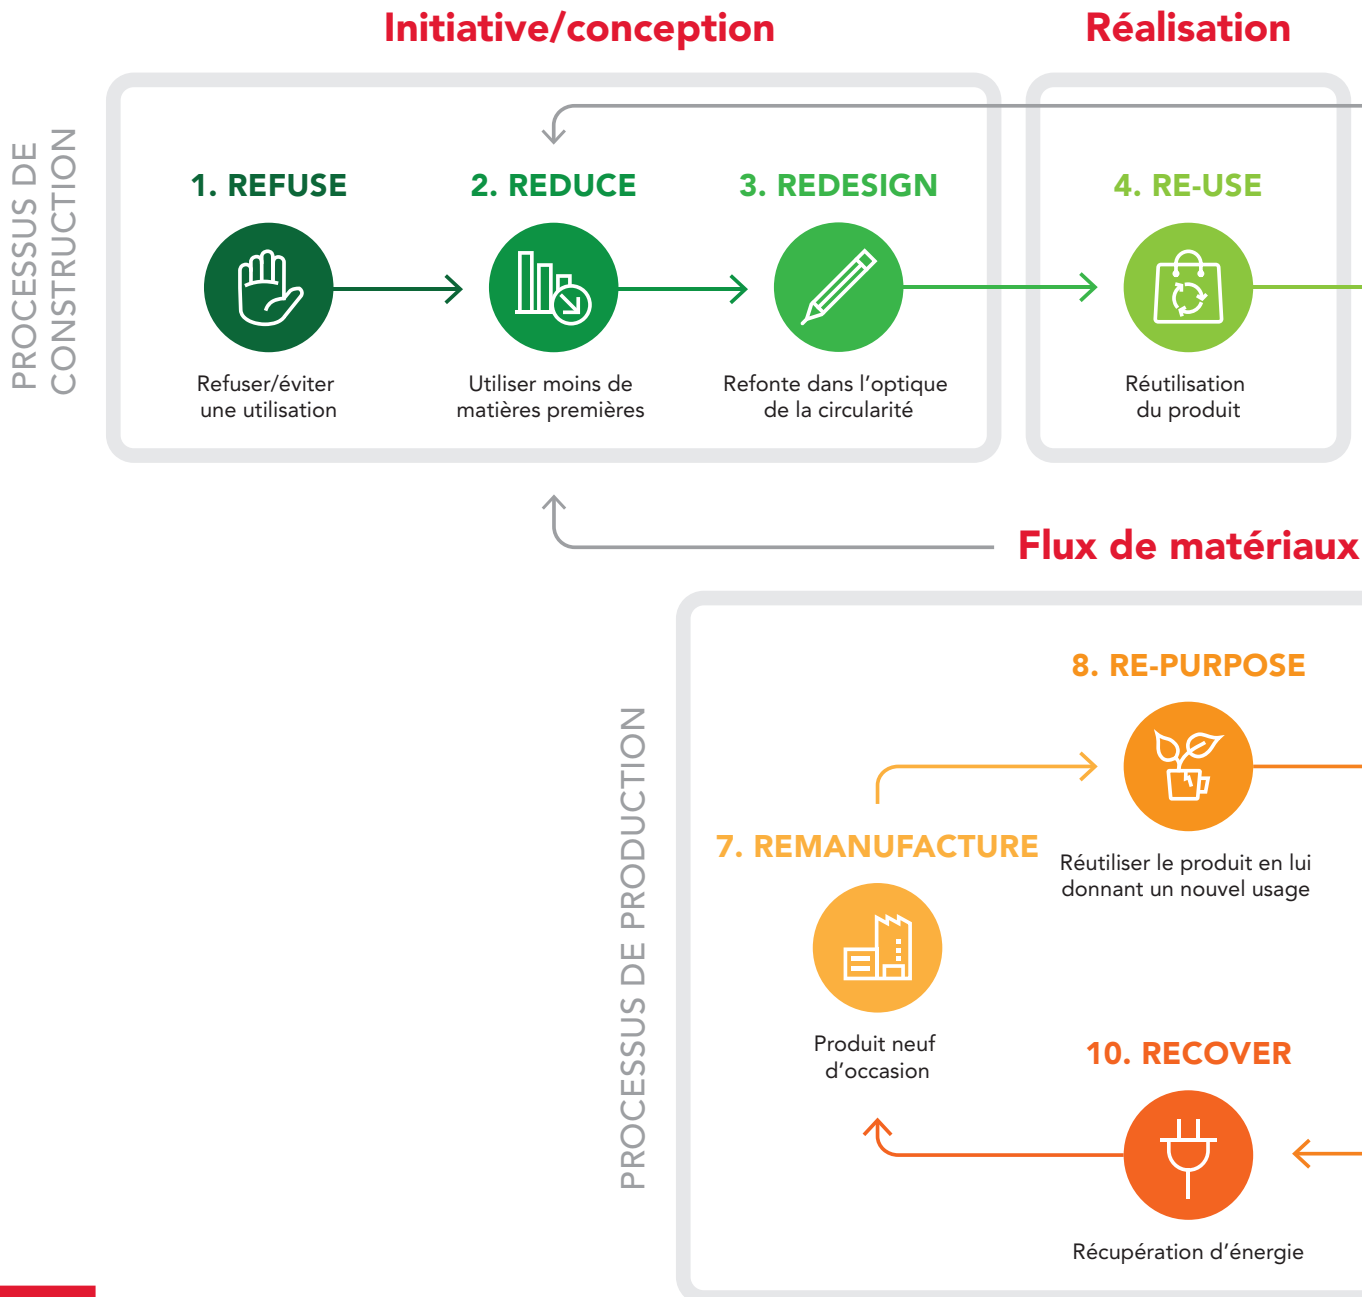 Initiative/conception
Réalisation
PROCESSUS DE
CONSTRUCTION
1. REFUSE
Refuser/éviter
une utilisation
2. REDUCE
Utiliser moins de
matières premières
3. REDESIGN
Refonte dans l’optique
de la circularité
4. RE-USE
Réutilisation
du produit
Flux de matériaux
PROCESSUS DE PRODUCTION
7. REMANUFACTURE
Produit neuf
d’occasion
8. RE-PURPOSE
Réutiliser le produit en lui
donnant un nouvel usage
10. RECOVER
Récupération d’énergie